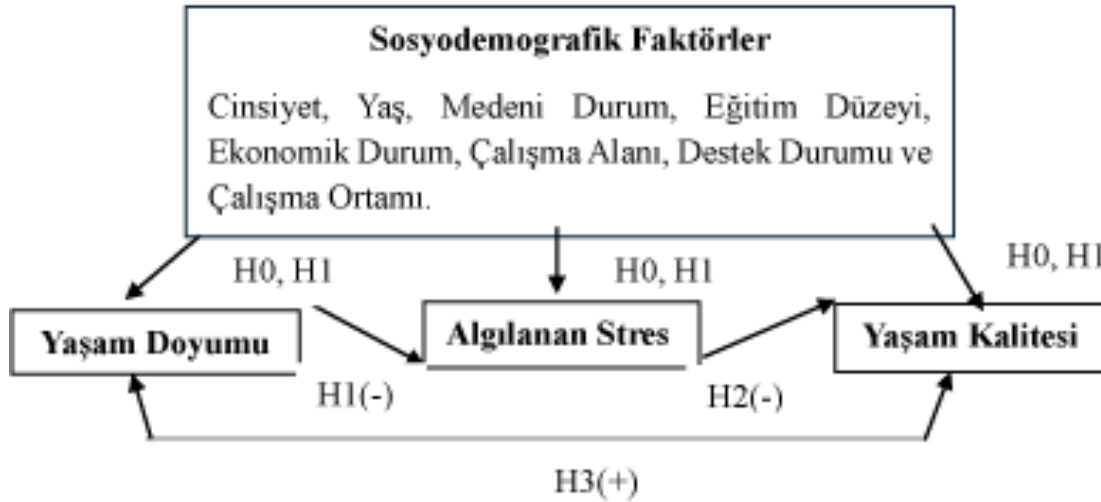 Sosyodemografik Faktörler
Cinsiyet, Yaş, Medeni Durum, Eğitim Düzeyi,
Ekonomik Durum, Çalışma Alanı, Destek Durumu ve
Çalışma Ortamı.
H0, H1
H0, H1
H0, H1
Yaşam Doyumu
Algılanan Stres
Yaşam Kalitesi
H1(-)
H2(-)
H3(+)